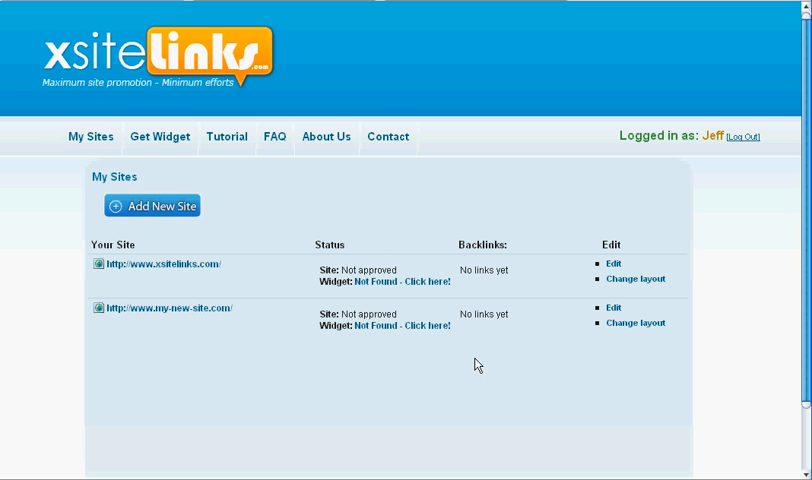 xsitelinks.com
Maximum site promotion - Minimum efforts
My Sites Get Widget Tutorial FAQ About Us Contact Logged in as: Jeff [Log Out]
My Sites
Add New Site
Your Site Status Backlinks: Edit
http://www.xsitelinks.com/ Site: Not approved No links yet Edit
Widget: Not Found - Click here! Change layout
http://www.my-new-site.com/ Site: Not approved No links yet Edit
Widget: Not Found - Click here! Change layout